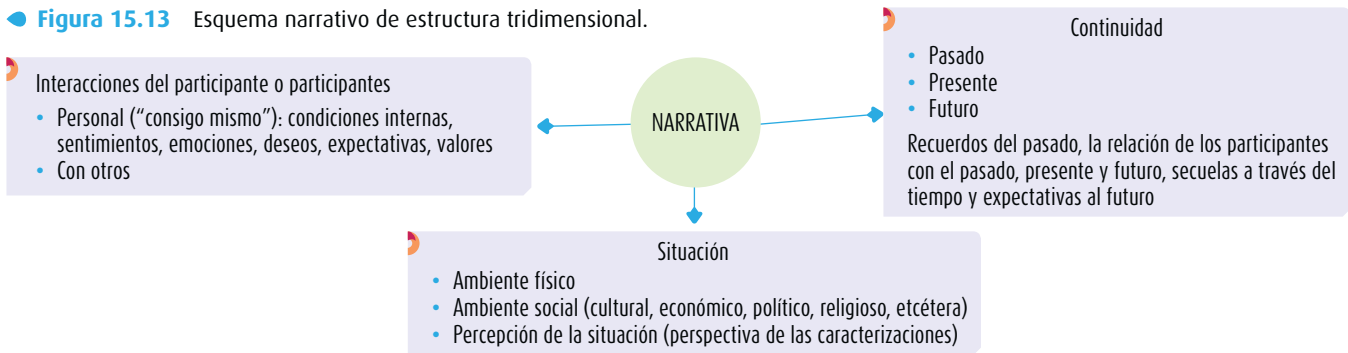 Figura 15.13 Esquema narrativo de estructura tridimensional.
Interacciones del participante o participantes
• Personal (“consigo mismo”): condiciones internas,
sentimientos, emociones, deseos, expectativas, valores
• Con otros
NARRATIVA
Continuidad
• Pasado
• Presente
• Futuro
Recuerdos del pasado, la relación de los participantes
con el pasado, presente y futuro, secuelas a través del
tiempo y expectativas al futuro
Situación
• Ambiente físico
• Ambiente social (cultural, económico, político, religioso, etcétera)
• Percepción de la situación (perspectiva de las caracterizaciones)